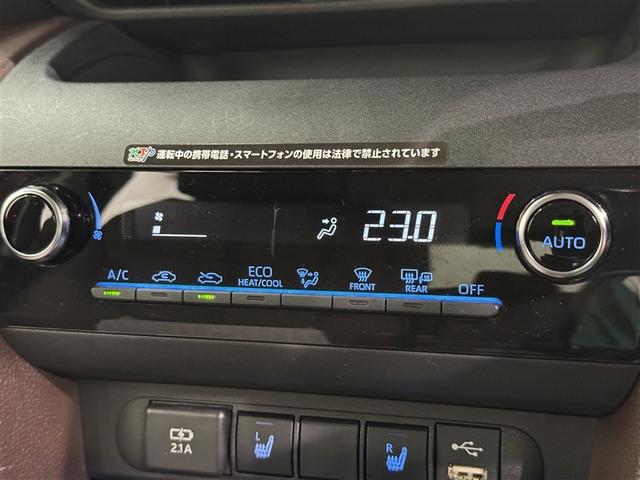 運転中の携帯電話・スマートフォンの使用は法律で禁止されています
23.0
AUTO
A/C
ECO
HEAT/COOL
FRONT
REAR
OFF
2.1A
L
R